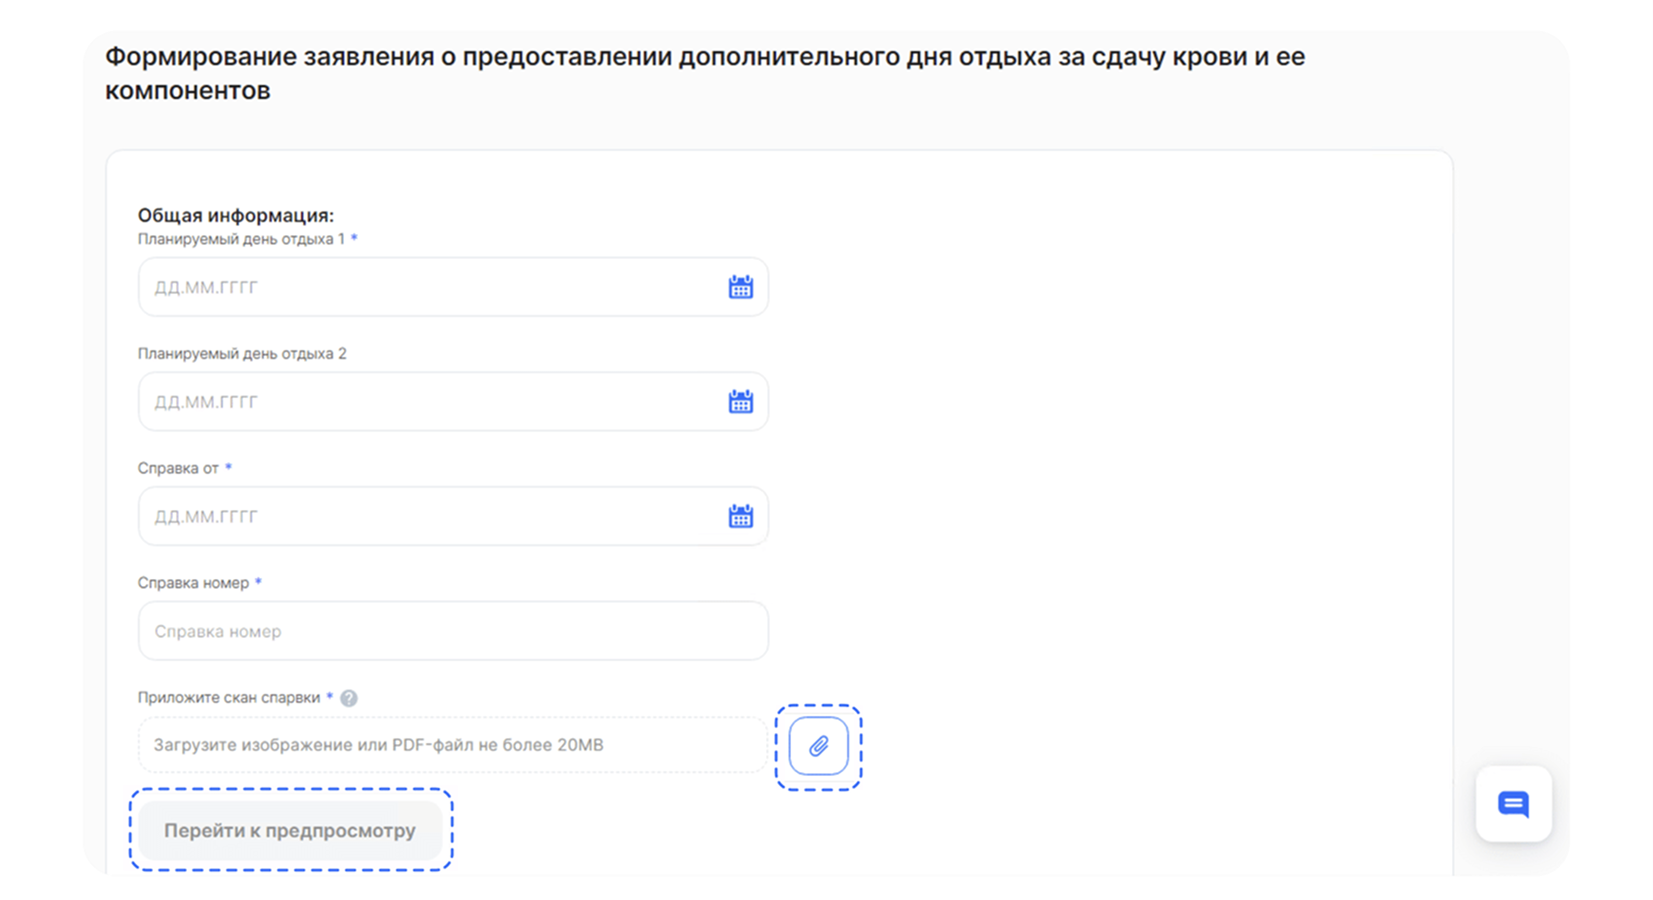 Формирование заявления о предоставлении дополнительного дня отдыха за сдачу крови и ее
компонентов
Общая информация:
Планируемый день отдыха 1 *
ДД.ММ.ГГГГ
Планируемый день отдыха 2
ДД.ММ.ГГГГ
Справка от *
ДД.ММ.ГГГГ
Справка номер *
Справка номер
Приложите скан спарвки * ?
Загрузите изображение или PDF-файл не более 20MB
Перейти к предпросмотру